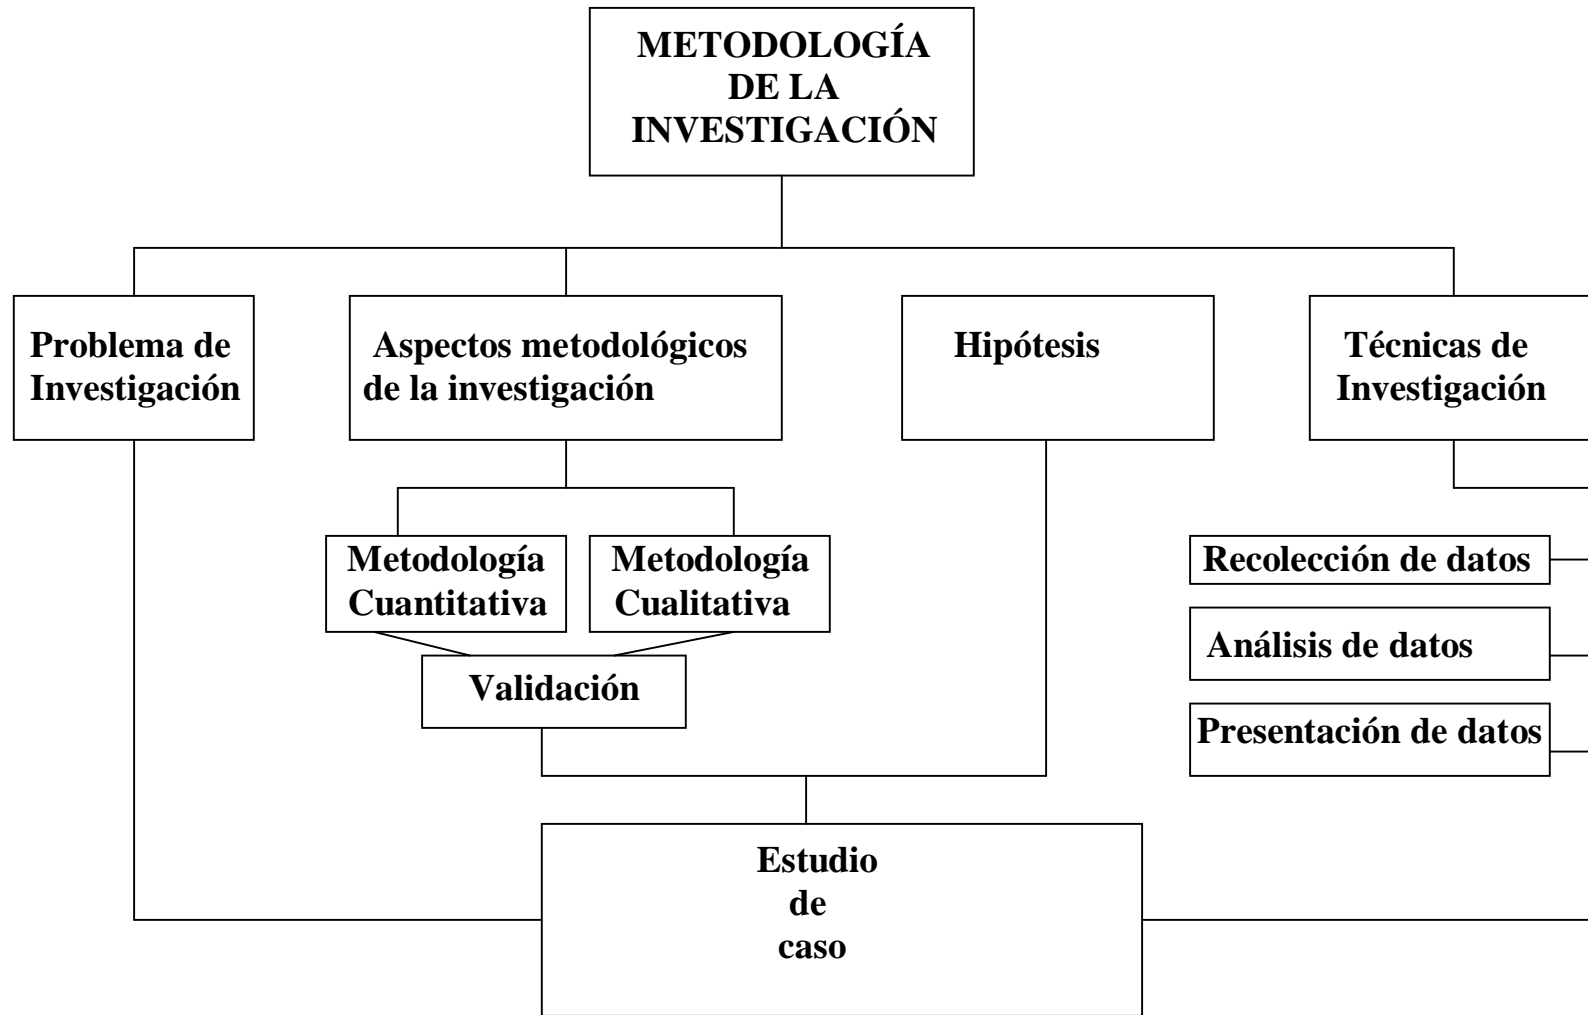 METODOLOGÍA
DE LA
INVESTIGACIÓN
Problema de
Investigación
Aspectos metodológicos
de la investigación
Hipótesis
Técnicas de
Investigación
Metodología
Cuantitativa
Metodología
Cualitativa
Validación
Recolección de datos
Análisis de datos
Presentación de datos
Estudio
de
caso